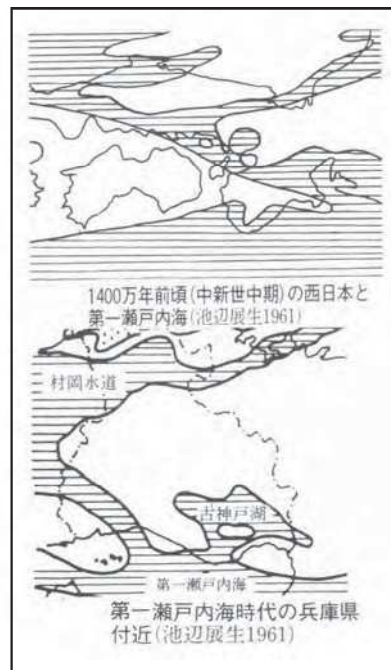 1400万年前頃(中新世中期)の西日本と
第一瀬戸内海(池辺展生1961)
村岡水道
古神戸湖
第一瀬戸内海
第一瀬戸内海時代の兵庫県
付近(池辺展生1961)